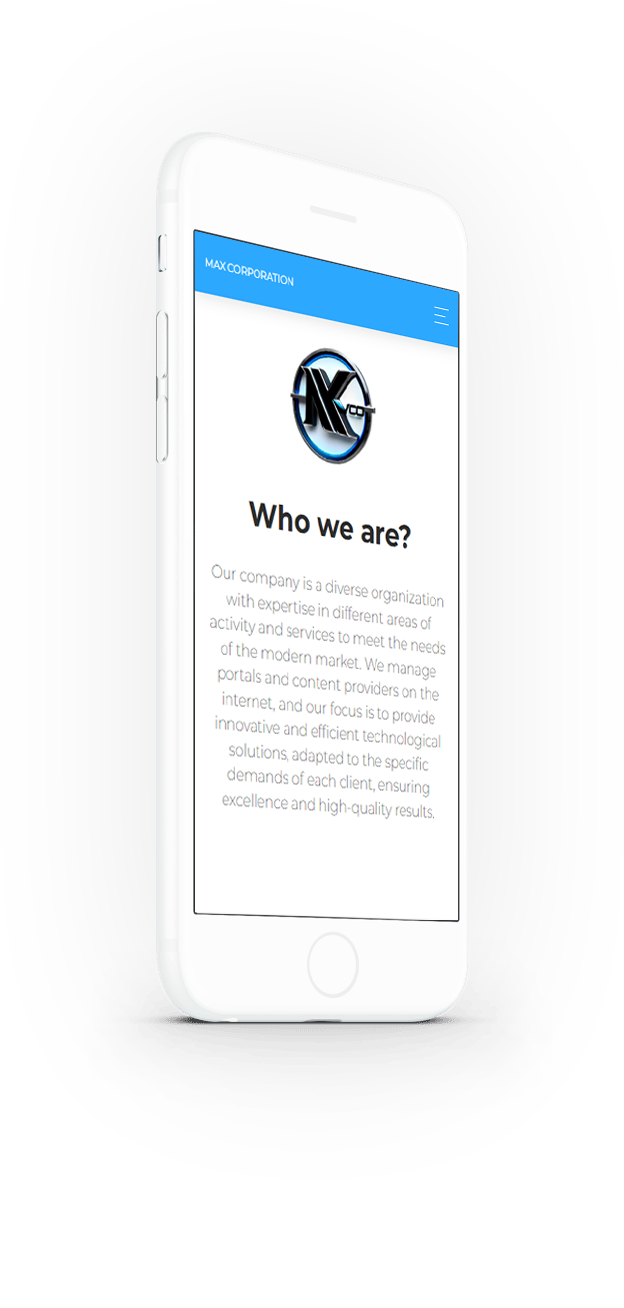 MAX CORPORATION
Who we are?
Our company is a diverse organization
with expertise in different areas of
activity and services to meet the needs
of the modern market. We manage
portals and content providers on the
internet, and our focus is to provide
innovative and efficient technological
solutions, adapted to the specific
demands of each client, ensuring
excellence and high-quality results.